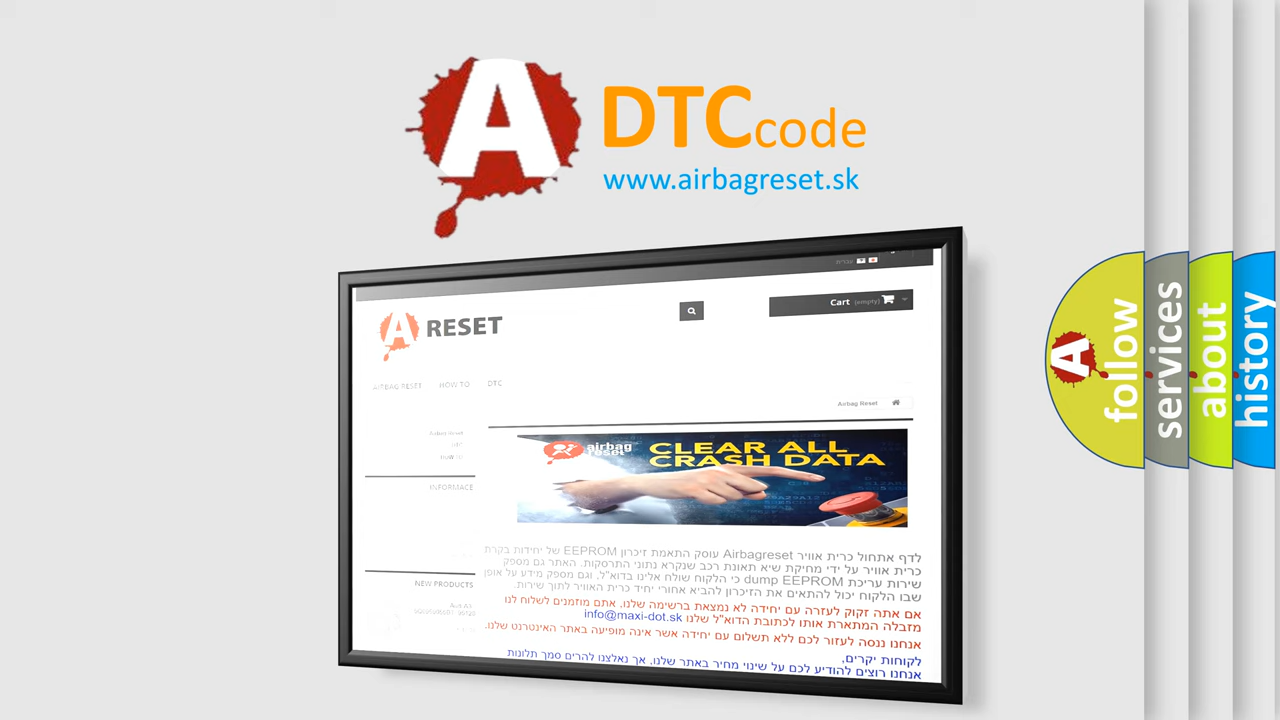 A
DTC code
www.airbagreset.sk
עברית
A RESET
Cart (empty)
AIRBAG RESET HOW TO DTC
Airbag Reset
Airbag Reset
HOW TO
airbag
reset
CLEAR ALL
CRASH DATA
INFORMACE
לדף אתחול כרית אוויר Airbagreset עוסק התאמת זיכרון EEPROM של יחידות בקרת
כרית אוויר על ידי מחיקת שיא תאונת רכב שנקרא נתוני התרסקות. האתר גם מספק
שירות עריכת dump EEPROM כי הלקוח שולח אלינו בדוא"ל, וגם מספק מידע על אופן
שבו הלקוח יכול להתאים את הזיכרון להביא אחורי יחיד כרית האוויר לתוך שירות.
NEW PRODUCTS
אם אתה זקוק לעזרה עם יחידה לא נמצאת ברשימה שלנו, אתם מוזמנים לשלוח לנו
מזבלה המתארת אותו לכתובת הדוא"ל שלנו info@maxi-dot.sk
אנחנו ננסה לעזור לכם ללא תשלום עם יחידה אשר אינה מופיעה באתר האינטרנט שלנו.
לקוחות יקרים,
אנחנו רוצים להודיע לכם על שינוי מחיר באתר שלנו, אך נאלצנו להרים סמך תלונות
A
follow
services
about
history